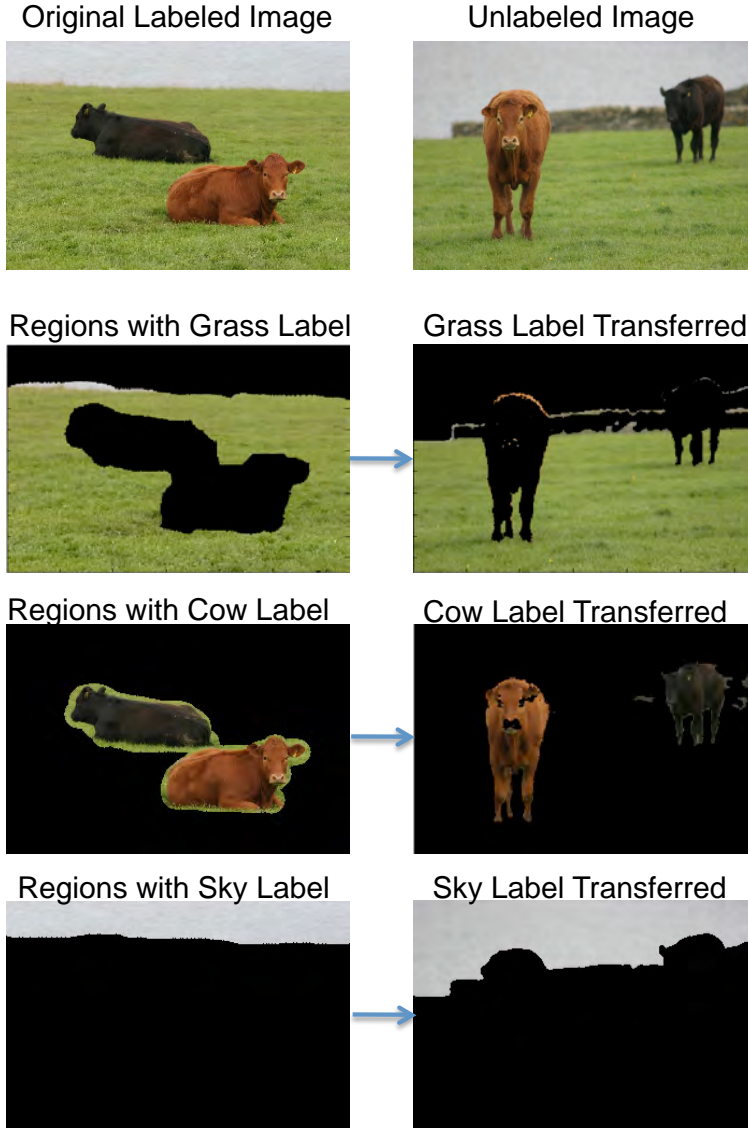 Original Labeled Image
Unlabeled Image
Regions with Grass Label
Grass Label Transferred
Regions with Cow Label
Cow Label Transferred
Regions with Sky Label
Sky Label Transferred